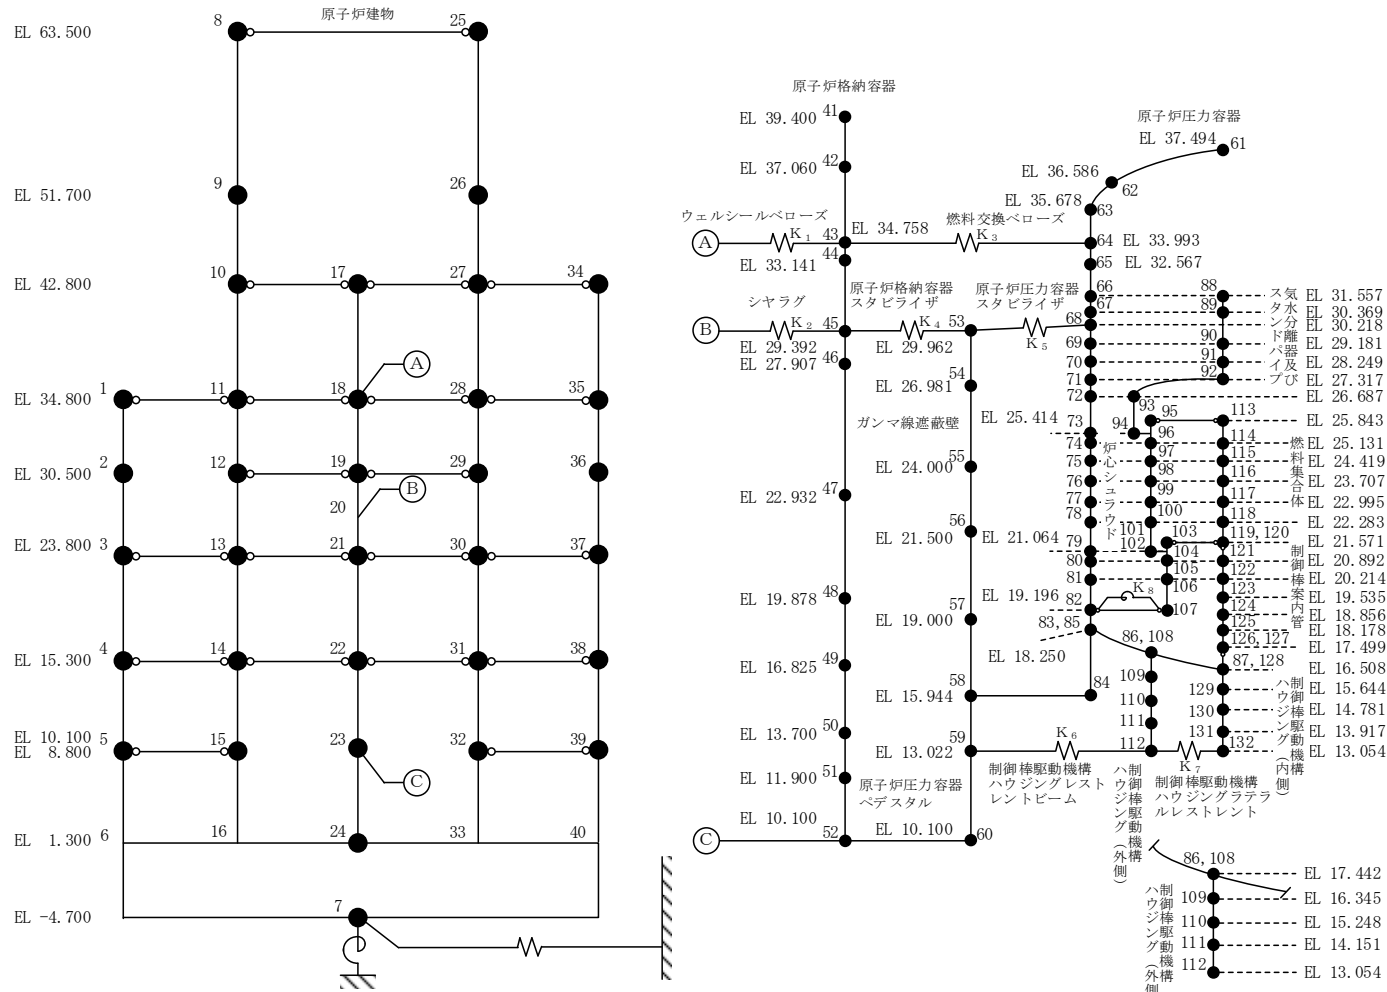 原子炉建物
EL 63.500
8
25
EL 51.700
9
26
EL 42.800
10
17
27
34
A
EL 34.800
1
11
18
28
35
EL 30.500
2
12
19
29
36
B
20
EL 23.800
3
13
21
30
37
EL 15.300
4
14
22
31
38
EL 10.100
EL 8.800
5
15
23
32
39
C
EL 1.300
6
16
24
33
40
EL -4.700
7
原子炉格納容器
EL 39.400
41
EL 37.060
42
ウェルシールベローズ
A
K1
43
EL 34.758
燃料交換ベローズ
K3
EL 33.141
44
シヤラグ
B
K2
45
EL 29.392
EL 27.907
46
原子炉格納容器
スタビライザ
K4
53
EL 29.962
原子炉圧力容器
スタビライザ
K5
54
EL 26.981
ガンマ線遮蔽壁
55
EL 24.000
EL 22.932
47
56
EL 21.500
EL 19.878
48
57
EL 19.000
EL 16.825
49
58
EL 15.944
EL 13.700
50
59
EL 13.022
EL 11.900
51
原子炉圧力容器
ペデスタル
EL 10.100
C
52
EL 10.100
60
原子炉圧力容器
EL 37.494
61
EL 36.586
62
EL 35.678
63
64
EL 33.993
65
EL 32.567
66
67
68
69
70
71
72
EL 25.414
73
74
75
76
77
78
EL 21.064
79
80
81
EL 19.196
82
83,85
EL 18.250
84
炉心シュラウド
88
89
90
91
92
93
94
95
96
97
98
99
100
101
102
103
104
105
106
107
K8
気水分離器及び
スタンドパイプ
EL 31.557
EL 30.369
EL 30.218
EL 29.181
EL 28.249
EL 27.317
EL 26.687
113
EL 25.843
114
EL 25.131
115
EL 24.419
116
EL 23.707
117
EL 22.995
118
EL 22.283
119,120
EL 21.571
燃料集合体
121
EL 20.892
122
EL 20.214
123
EL 19.535
124
EL 18.856
125
EL 18.178
126,127
EL 17.499
制御棒案内管
87,128
EL 16.508
129
EL 15.644
130
EL 14.781
131
EL 13.917
132
EL 13.054
制御棒駆動機構
ハウジング(内側)
86,108
109
110
111
112
K6
K7
制御棒駆動機構
ハウジングレスト
レントビーム
制御棒駆動機構
ハウジング(外側)
制御棒駆動機構
ハウジングラテラ
ルレストレント
86,108
EL 17.442
109
EL 16.345
110
EL 15.248
111
EL 14.151
112
EL 13.054
制御棒駆動機構
ハウジング(外側